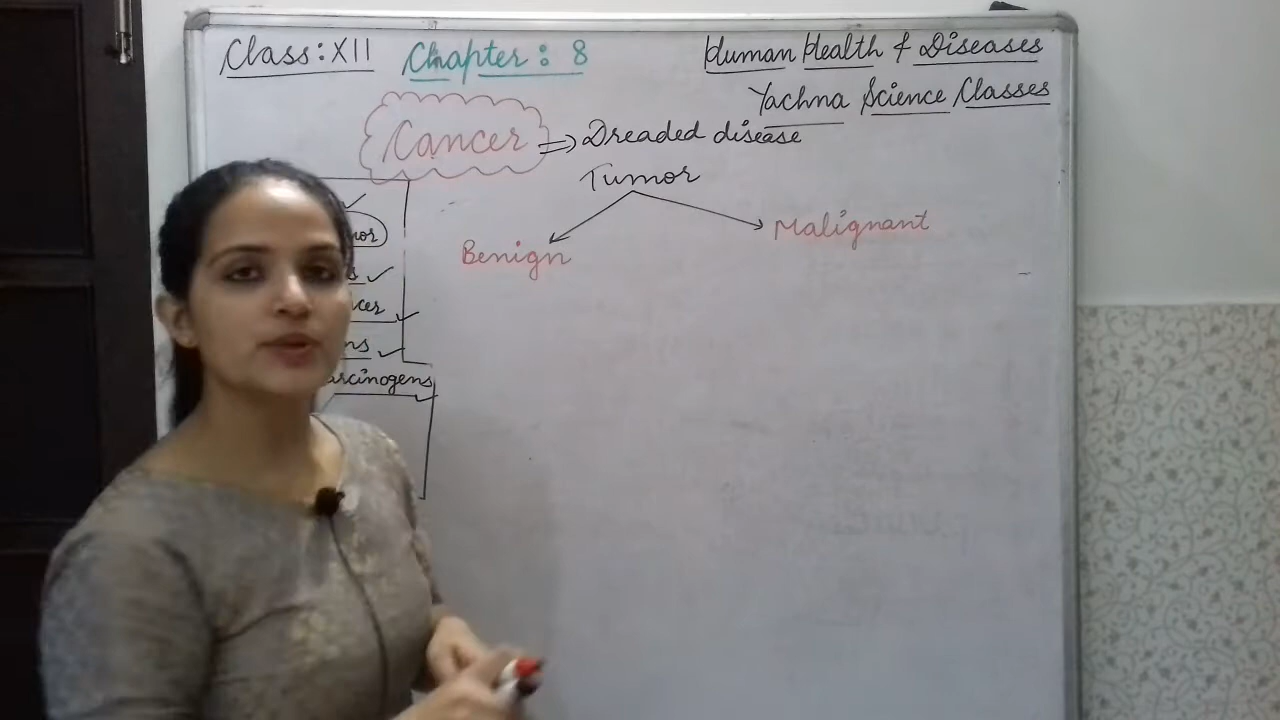 Class: XII Chapter: 8 Human Health & Diseases
Yachna Science Classes
Cancer => Dreaded disease
Tumor
Benign Malignant